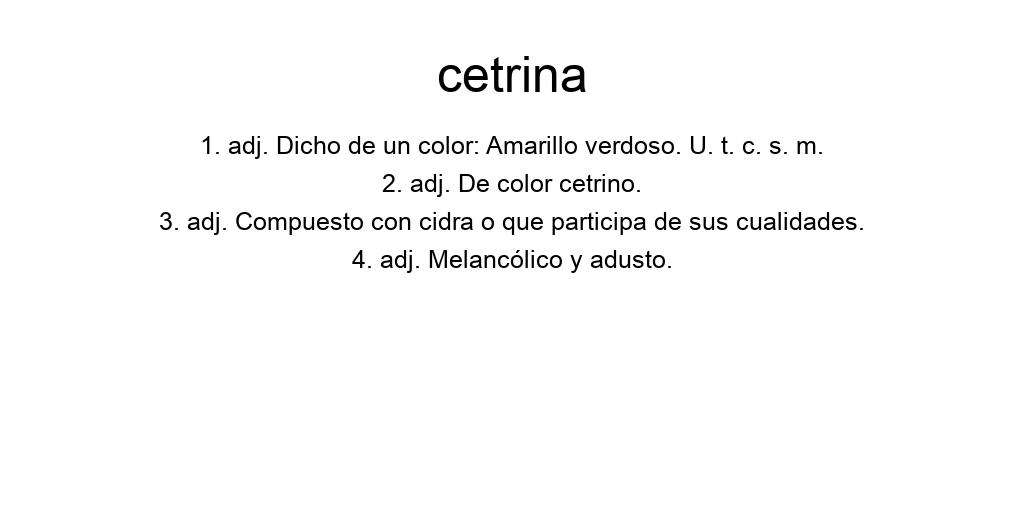 cetrina
1. adj. Dicho de un color: Amarillo verdoso. U. t. c. s. m.
2. adj. De color cetrino.
3. adj. Compuesto con cidra o que participa de sus cualidades.
4. adj. Melancólico y adusto.